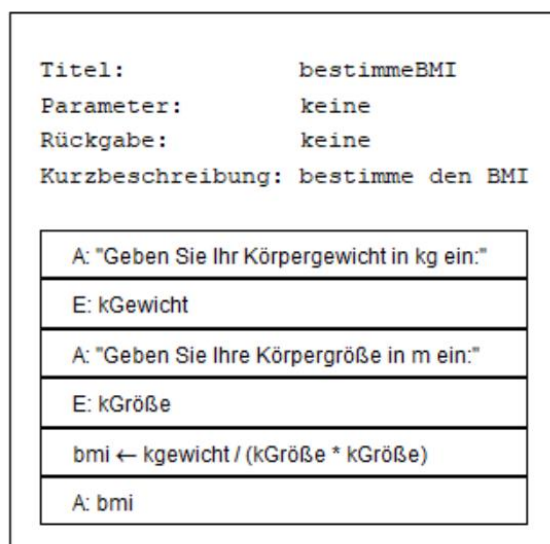 Titel: bestimmeBMI
Parameter: keine
Rückgabe: keine
Kurzbeschreibung: bestimme den BMI
A: "Geben Sie Ihr Körpergewicht in kg ein:"
E: kGewicht
A: "Geben Sie Ihre Körpergröße in m ein:"
E: kGröße
bmi ← kgewicht / (kGröße * kGröße)
A: bmi